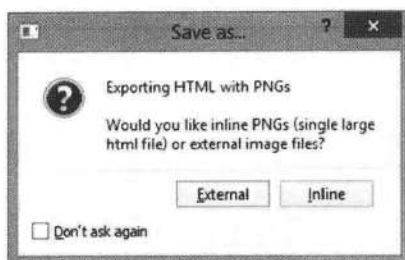 Save as...
?
x
?
Exporting HTML with PNGs
Would you like inline PNGs (single large
html file) or external image files?
External
Inline
Don't ask again